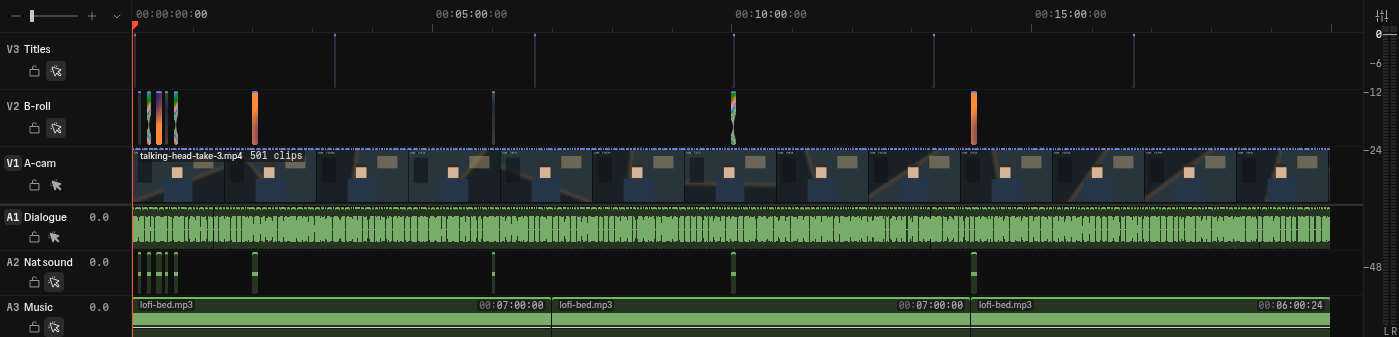 00:00:00:00 00:05:00:00 00:10:00:00 00:15:00:00
V3 Titles
V2 B-roll
V1 A-cam
talking-head-take-3.mp4 501 clips
A1 Dialogue 0.0
A2 Nat sound 0.0
A3 Music 0.0
lofi-bed.mp3 00:07:00:00 lofi-bed.mp3 00:07:00:00 lofi-bed.mp3 00:06:00:24
0
-6
-12
-24
-48
L R